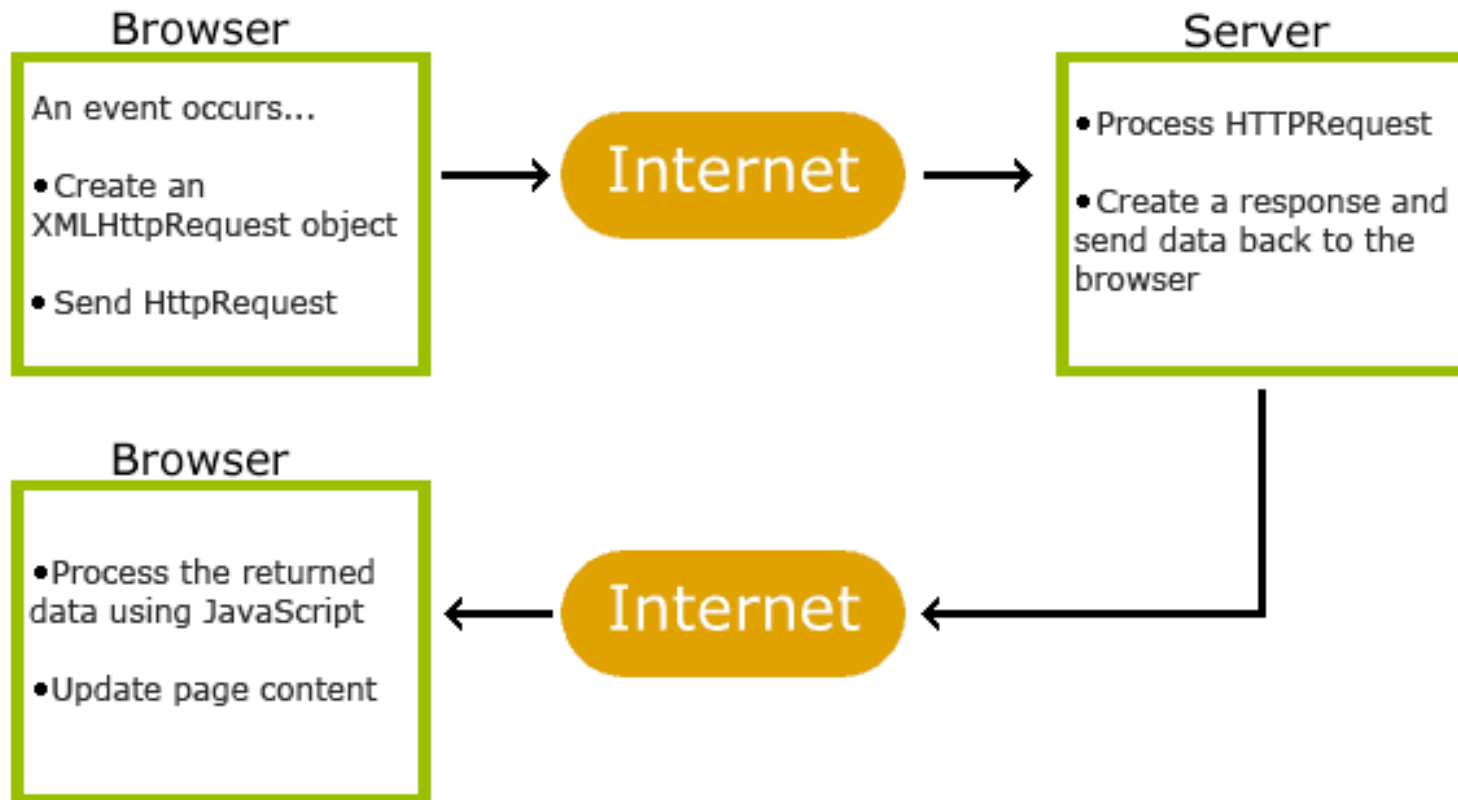 Browser
An event occurs...
•Create an
XMLHttpRequest object
• Send HttpRequest
Internet
Server
•Process HTTPRequest
•Create a response and
send data back to the
browser
Browser
•Process the returned
data using JavaScript
•Update page content
Internet